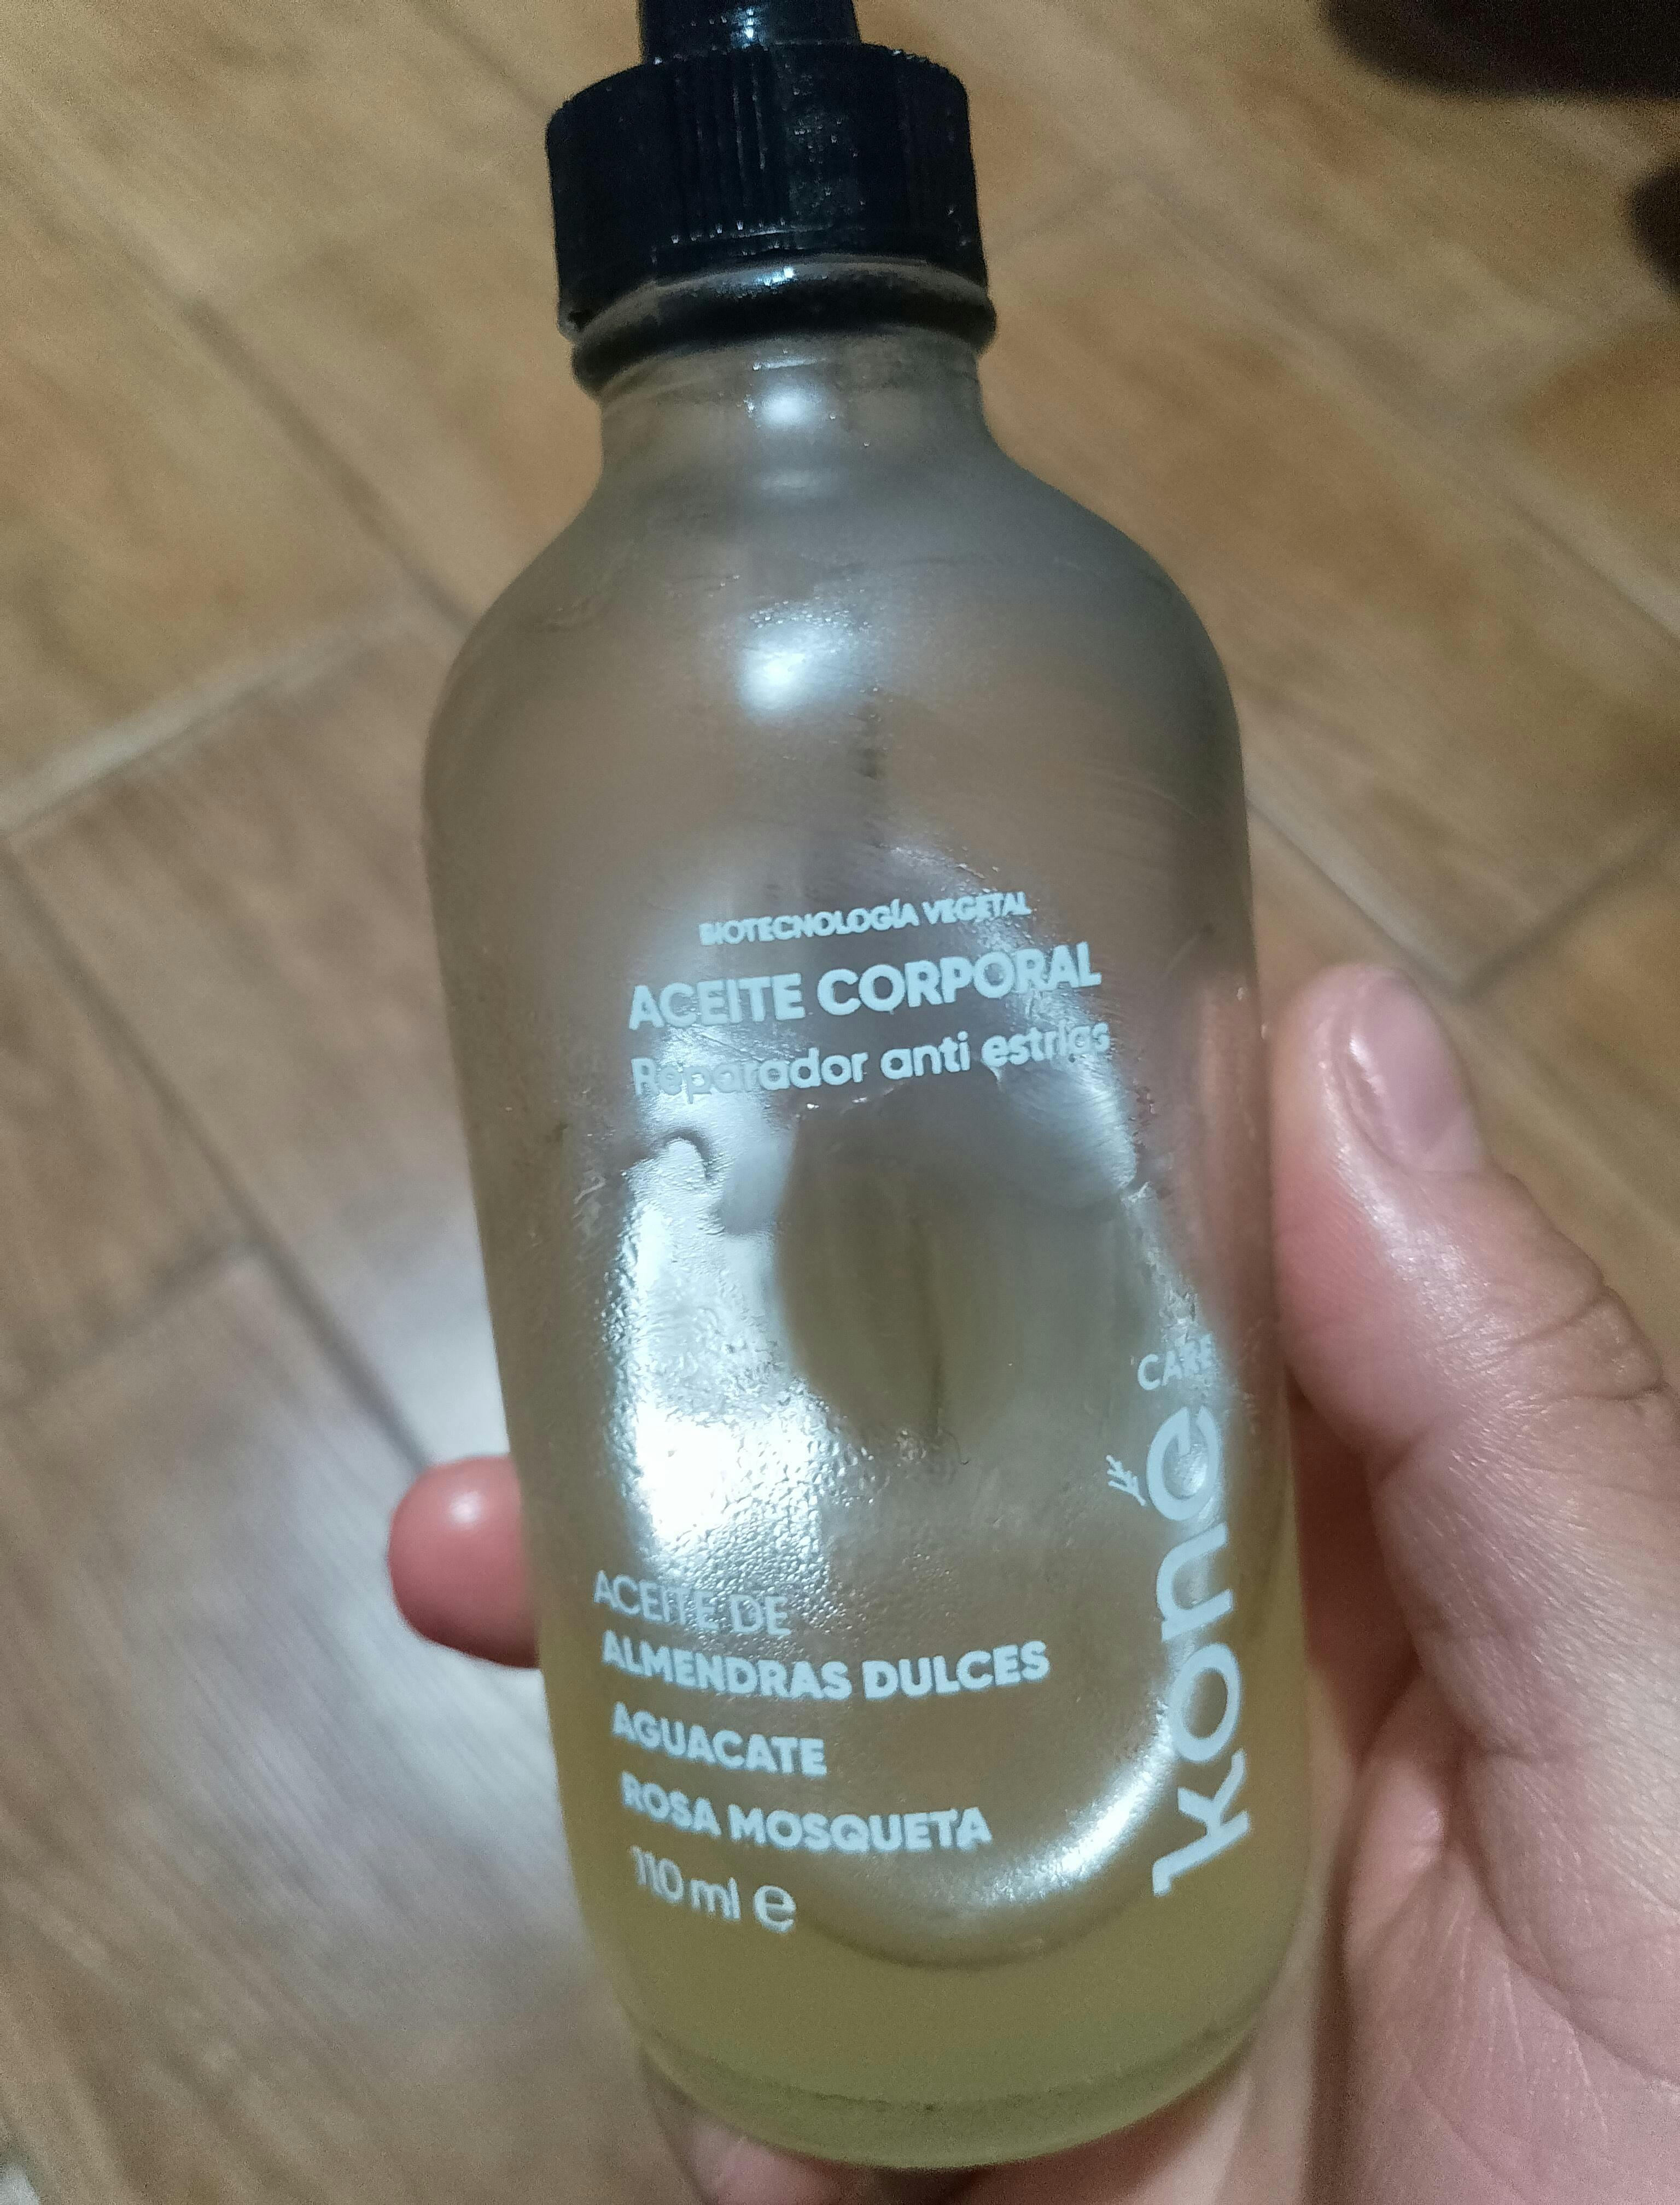 BIOTECNOLOGÍA VEGETAL
ACEITE CORPORAL
Reparador anti estrías
ACEITE DE
ALMENDRAS DULCES
AGUACATE
ROSA MOSQUETA
110 ml e
koné
CARE